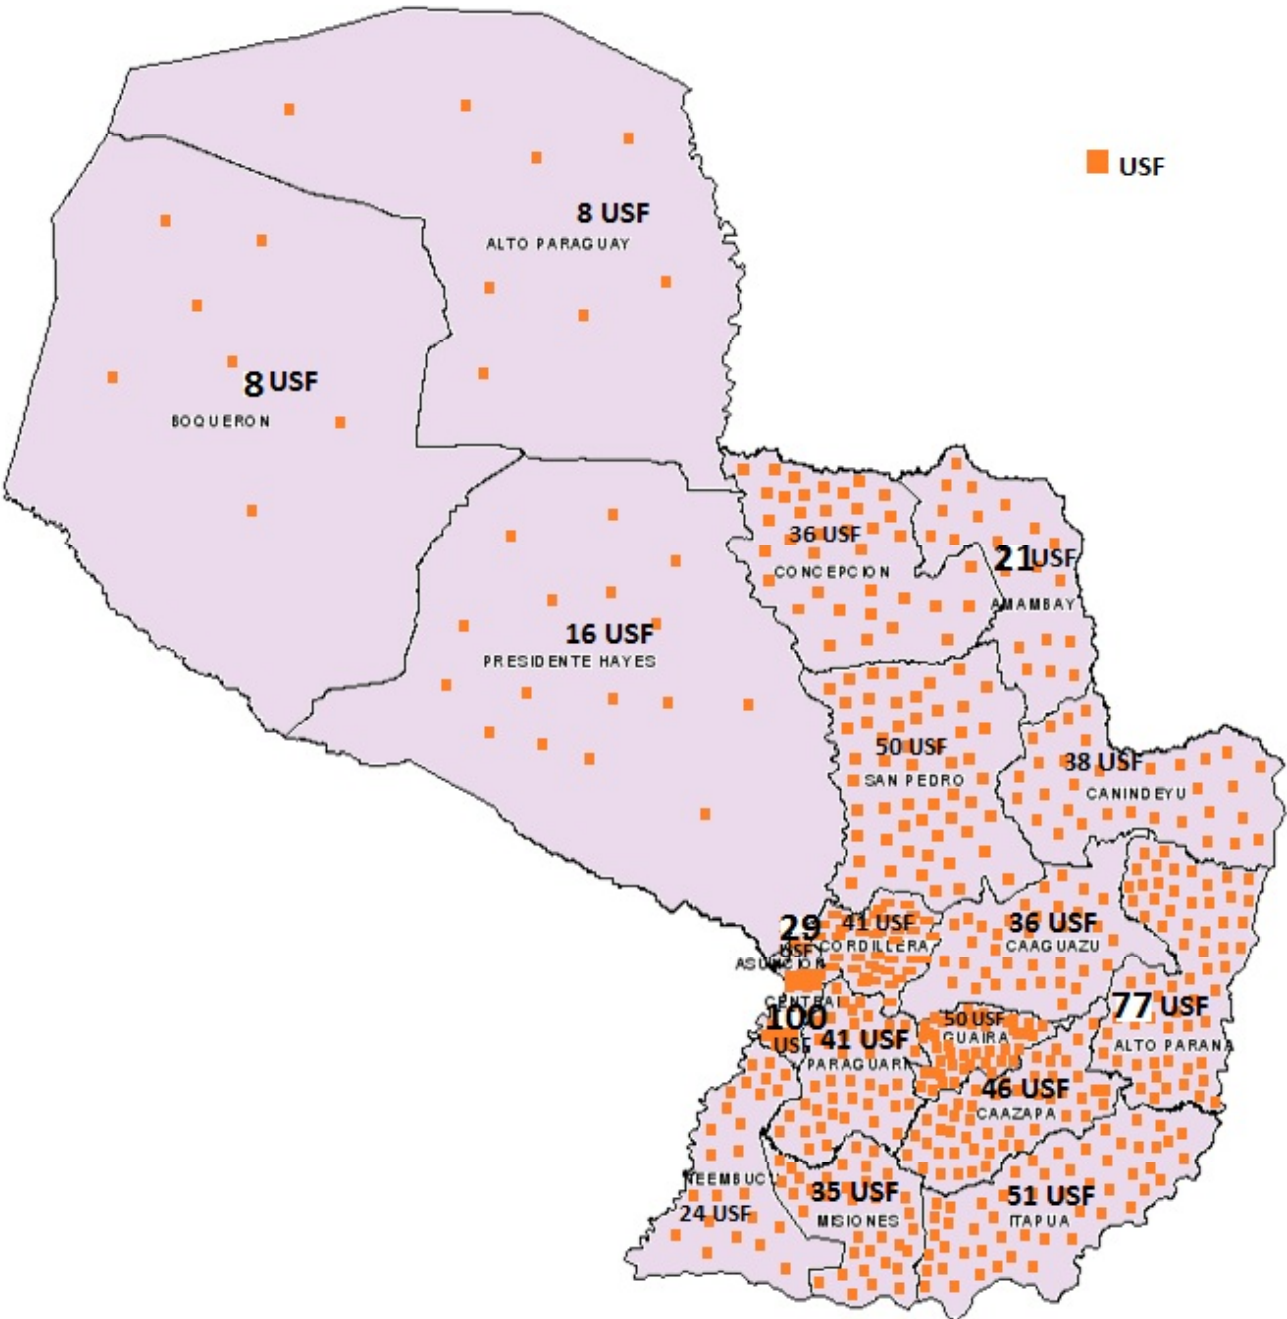 USF
8 USF
ALTO PARAGUAY
8 USF
BOQUERON
36 USF
CONCEPCION
21 USF
AMAMBAY
16 USF
PRESIDENTE HAYES
50 USF
SAN PEDRO
38 USF
CANINDEYU
29
USF
ASUNCION
41 USF
CORDILLERA
36 USF
CAAGUAZU
CENTRAL
100
USF
41 USF
PARAGUARI
50 USF
GUAIRA
77 USF
ALTO PARANA
46 USF
CAAZAPA
NEEMBUCU
24 USF
35 USF
MISIONES
51 USF
ITAPUA